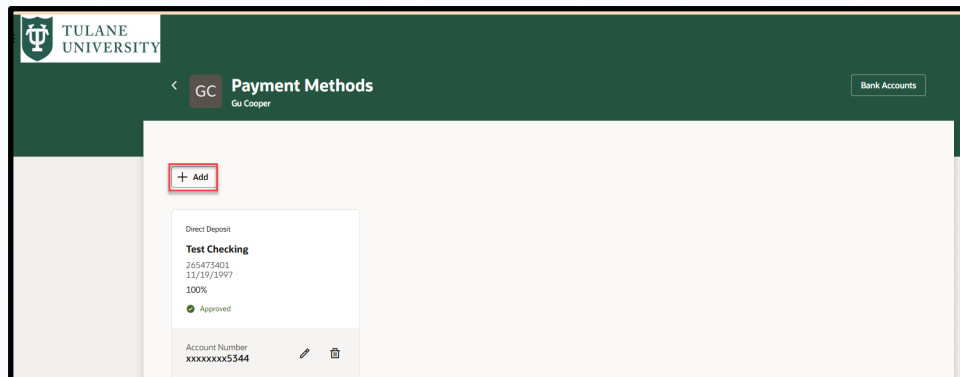 TULANE
UNIVERSITY
GC
Payment Methods
Gu Cooper
Bank Accounts
+ Add
Direct Deposit
Test Checking
265473401
11/19/1997
100%
Approved
Account Number
xxxxxxxx5344